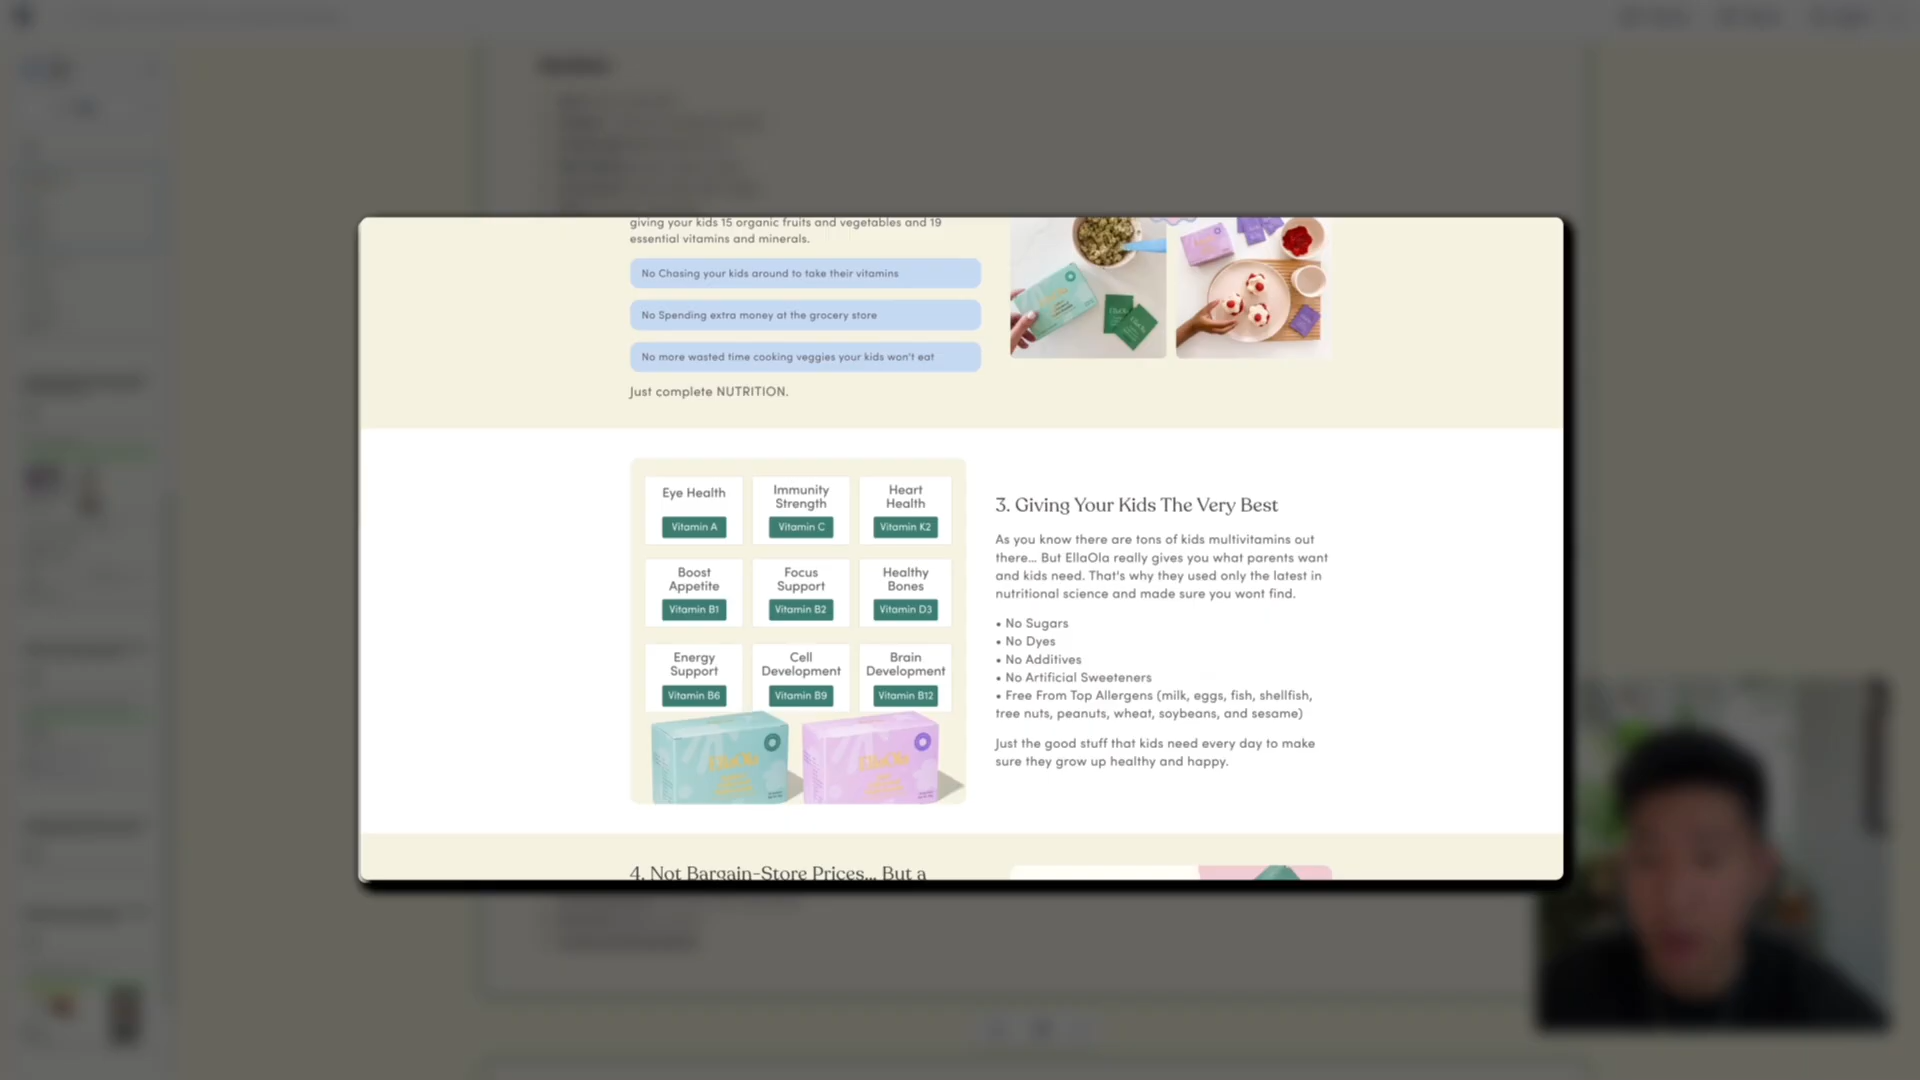 giving your kids 15 organic fruits and vegetables and 19
essential vitamins and minerals.
No Chasing your kids around to take their vitamins
No Spending extra money at the grocery store
No more wasted time cooking veggies your kids won't eat
Just complete NUTRITION.
Eye Health
Vitamin A
Immunity
Strength
Vitamin C
Heart
Health
Vitamin K2
Boost
Appetite
Vitamin B1
Focus
Support
Vitamin B2
Healthy
Bones
Vitamin D3
Energy
Support
Vitamin B6
Cell
Development
Vitamin B9
Brain
Development
Vitamin B12
EllaOla
EllaOla
3. Giving Your Kids The Very Best
As you know there are tons of kids multivitamins out
there... But EllaOla really gives you what parents want
and kids need. That's why they used only the latest in
nutritional science and made sure you wont find.
• No Sugars
• No Dyes
• No Additives
• No Artificial Sweeteners
• Free From Top Allergens (milk, eggs, fish, shellfish,
tree nuts, peanuts, wheat, soybeans, and sesame)
Just the good stuff that kids need every day to make
sure they grow up healthy and happy.
4. Not Bargain-Store Prices... But a